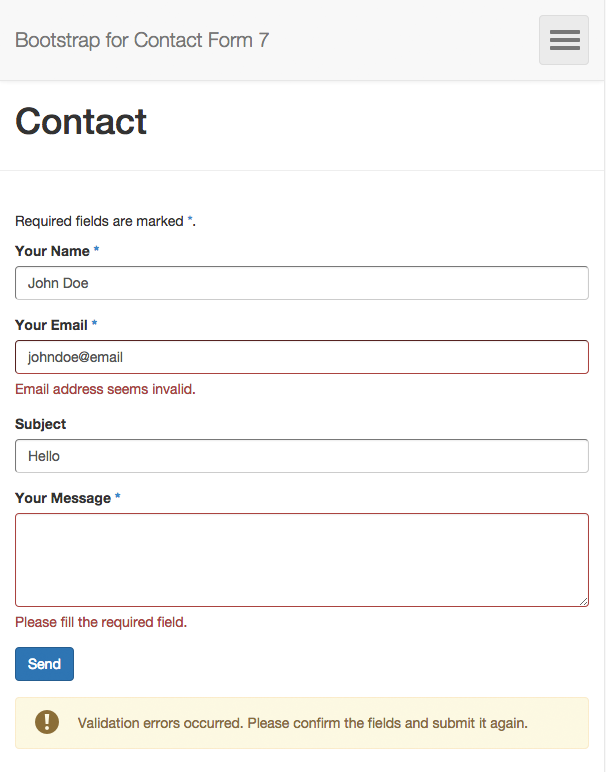 Bootstrap for Contact Form 7
Contact
Required fields are marked *.
Your Name *
John Doe
Your Email *
johndoe@email
Email address seems invalid.
Subject
Hello
Your Message *
Please fill the required field.
Send
Validation errors occurred. Please confirm the fields and submit it again.